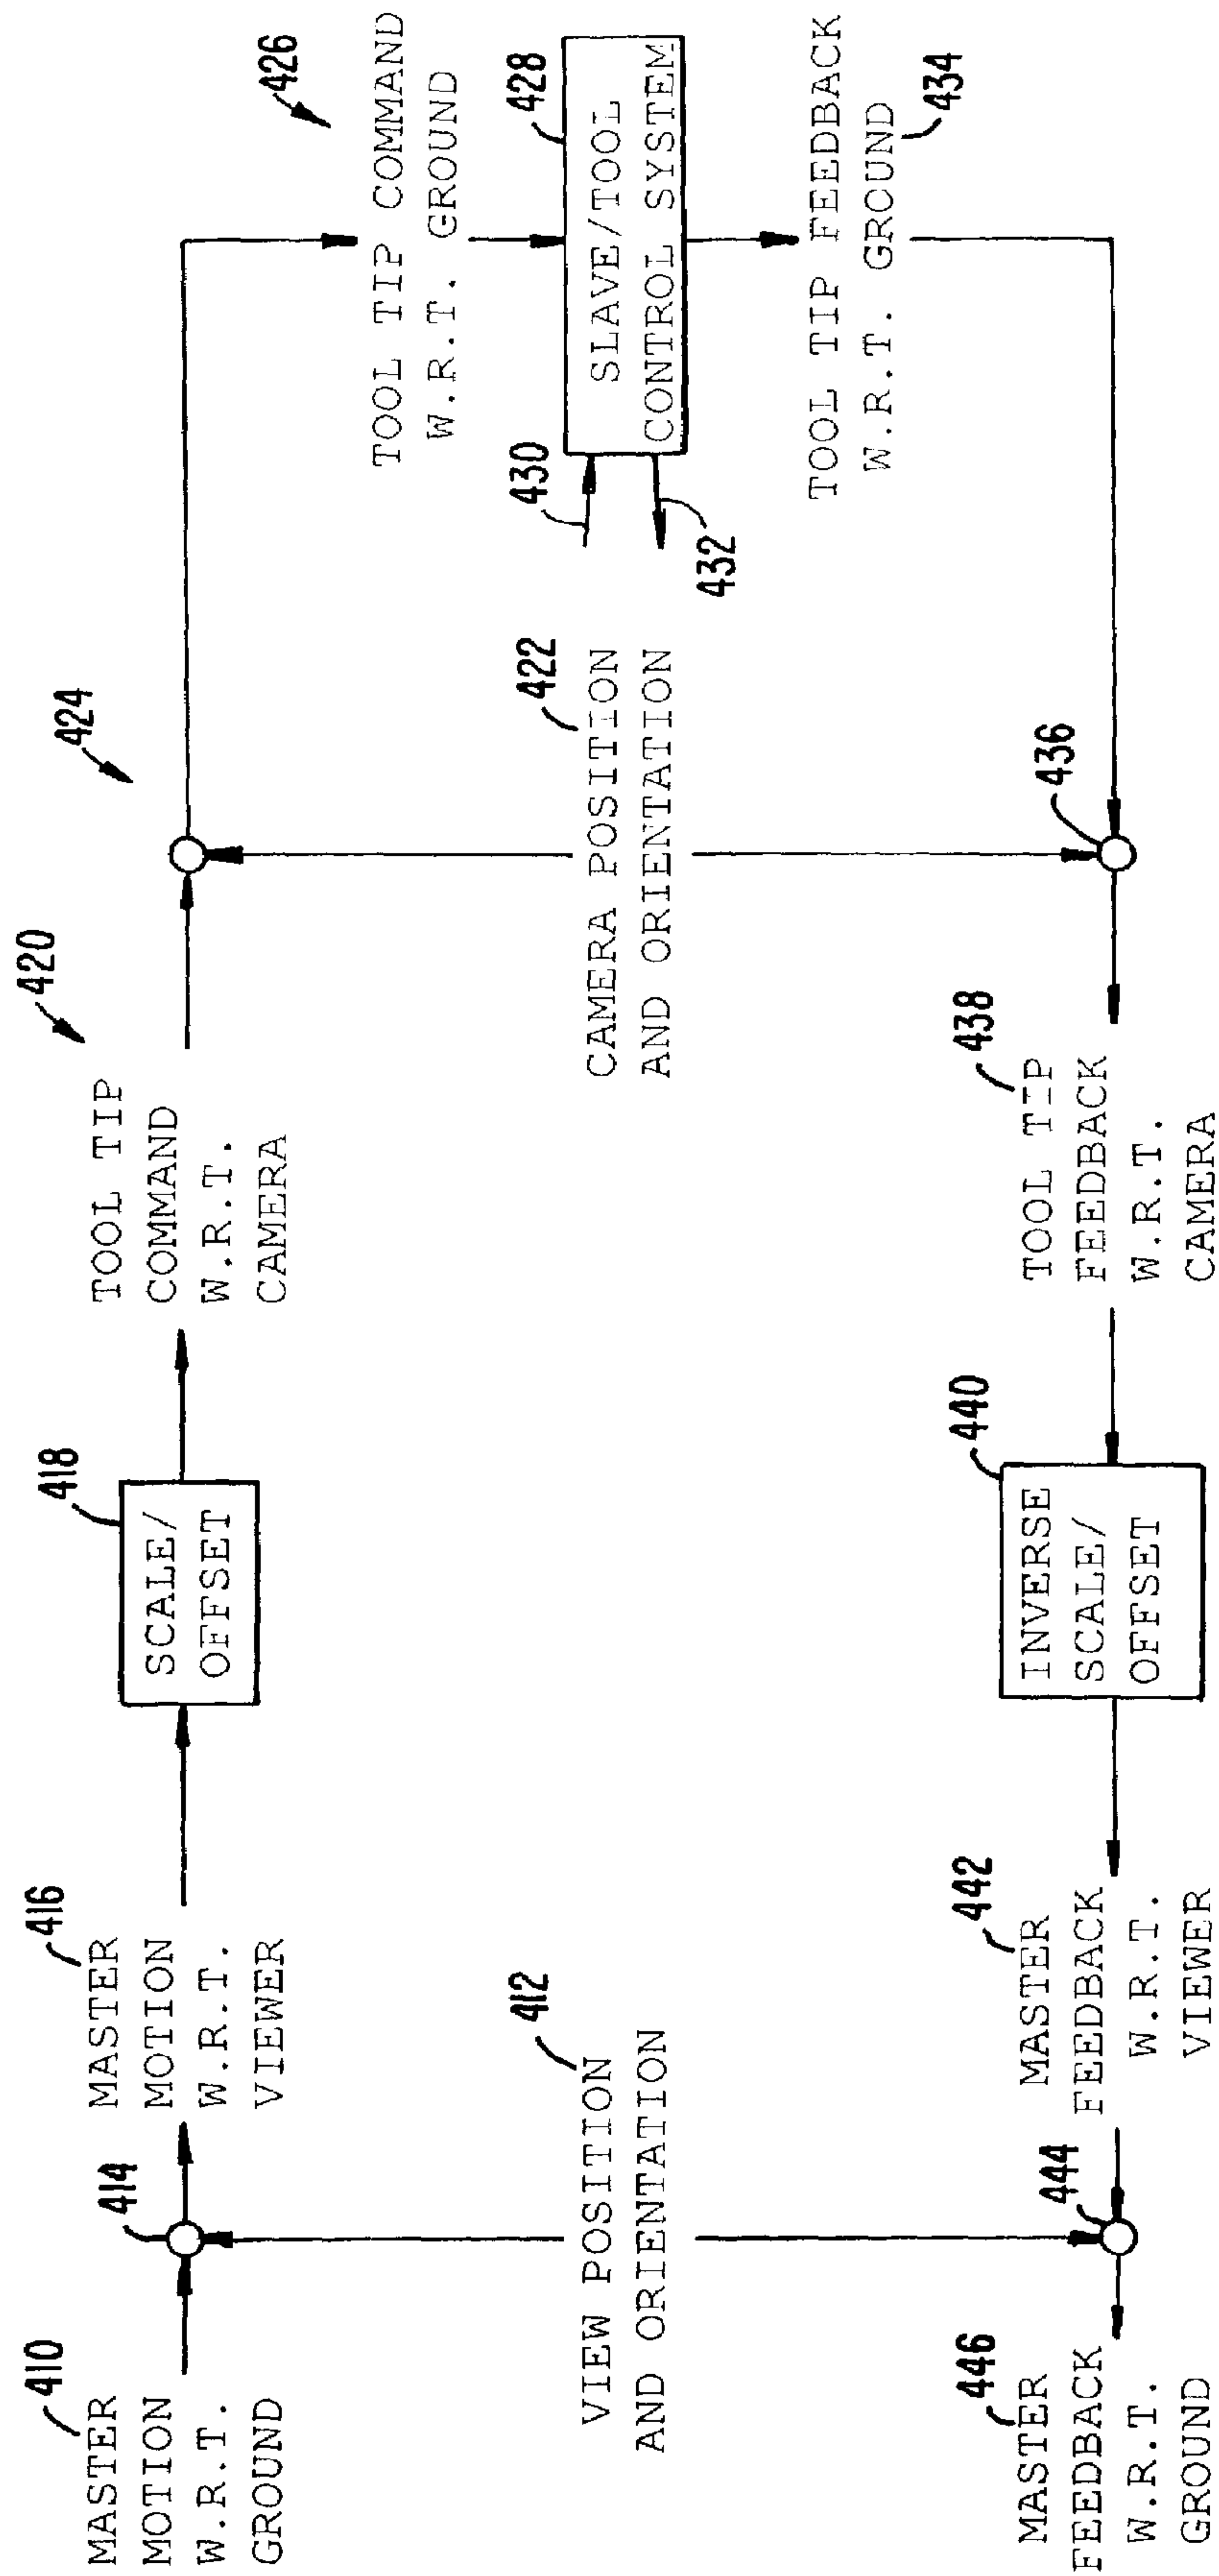 410
MASTER
MOTION
W.R.T.
GROUND
414
416
MASTER
MOTION
W.R.T.
VIEWER
418
SCALE/
OFFSET
420
TOOL TIP
COMMAND
W.R.T.
CAMERA
424
426
TOOL TIP COMMAND
W.R.T. GROUND
412
VIEW POSITION
AND ORIENTATION
422
CAMERA POSITION
AND ORIENTATION
430
432
428
SLAVE/TOOL
CONTROL SYSTEM
TOOL TIP FEEDBACK
W.R.T. GROUND
434
436
438
TOOL TIP
FEEDBACK
W.R.T.
CAMERA
440
INVERSE
SCALE/
OFFSET
442
MASTER
FEEDBACK
W.R.T.
VIEWER
444
446
MASTER
FEEDBACK
W.R.T.
GROUND